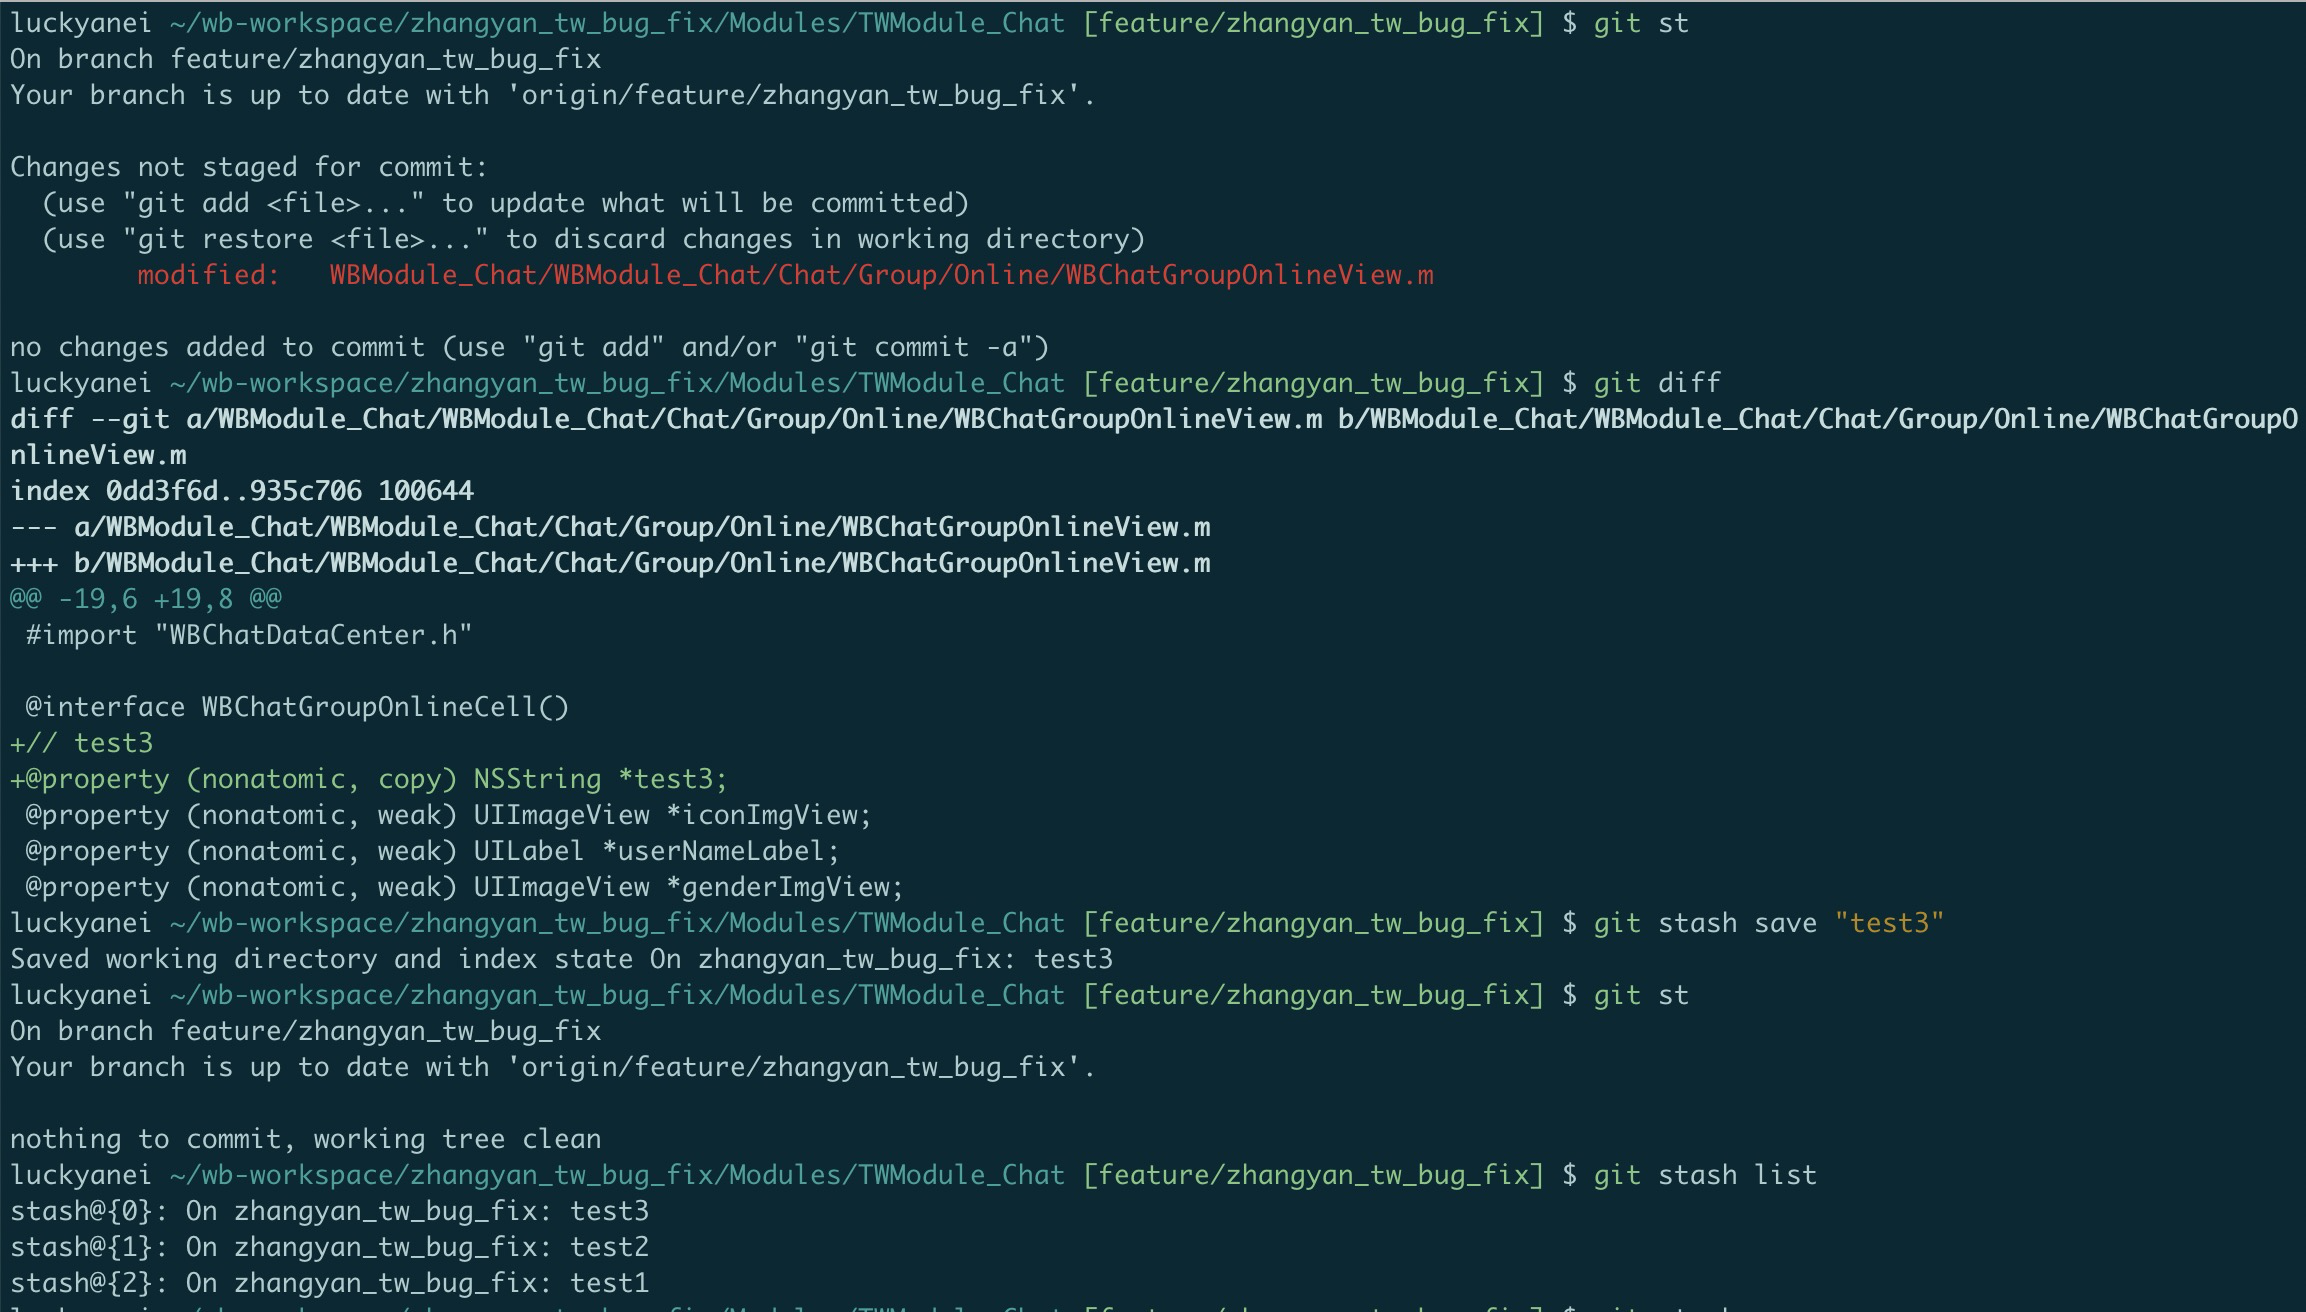 luckyanei ~/wb-workspace/zhangyan_tw_bug_fix/Modules/TWModule_Chat [feature/zhangyan_tw_bug_fix] $ git st
On branch feature/zhangyan_tw_bug_fix
Your branch is up to date with 'origin/feature/zhangyan_tw_bug_fix'.
Changes not staged for commit:
  (use "git add <file>..." to update what will be committed)
  (use "git restore <file>..." to discard changes in working directory)
        modified:   WBModule_Chat/WBModule_Chat/Chat/Group/Online/WBChatGroupOnlineView.m
no changes added to commit (use "git add" and/or "git commit -a")
luckyanei ~/wb-workspace/zhangyan_tw_bug_fix/Modules/TWModule_Chat [feature/zhangyan_tw_bug_fix] $ git diff
diff --git a/WBModule_Chat/WBModule_Chat/Chat/Group/Online/WBChatGroupOnlineView.m b/WBModule_Chat/WBModule_Chat/Chat/Group/Online/WBChatGroupO
nlineView.m
index 0dd3f6d..935c706 100644
--- a/WBModule_Chat/WBModule_Chat/Chat/Group/Online/WBChatGroupOnlineView.m
+++ b/WBModule_Chat/WBModule_Chat/Chat/Group/Online/WBChatGroupOnlineView.m
@@ -19,6 +19,8 @@
 #import "WBChatDataCenter.h"
 @interface WBChatGroupOnlineCell()
+// test3
+@property (nonatomic, copy) NSString *test3;
 @property (nonatomic, weak) UIImageView *iconImgView;
 @property (nonatomic, weak) UILabel *userNameLabel;
 @property (nonatomic, weak) UIImageView *genderImgView;
luckyanei ~/wb-workspace/zhangyan_tw_bug_fix/Modules/TWModule_Chat [feature/zhangyan_tw_bug_fix] $ git stash save "test3"
Saved working directory and index state On zhangyan_tw_bug_fix: test3
luckyanei ~/wb-workspace/zhangyan_tw_bug_fix/Modules/TWModule_Chat [feature/zhangyan_tw_bug_fix] $ git st
On branch feature/zhangyan_tw_bug_fix
Your branch is up to date with 'origin/feature/zhangyan_tw_bug_fix'.
nothing to commit, working tree clean
luckyanei ~/wb-workspace/zhangyan_tw_bug_fix/Modules/TWModule_Chat [feature/zhangyan_tw_bug_fix] $ git stash list
stash@{0}: On zhangyan_tw_bug_fix: test3
stash@{1}: On zhangyan_tw_bug_fix: test2
stash@{2}: On zhangyan_tw_bug_fix: test1